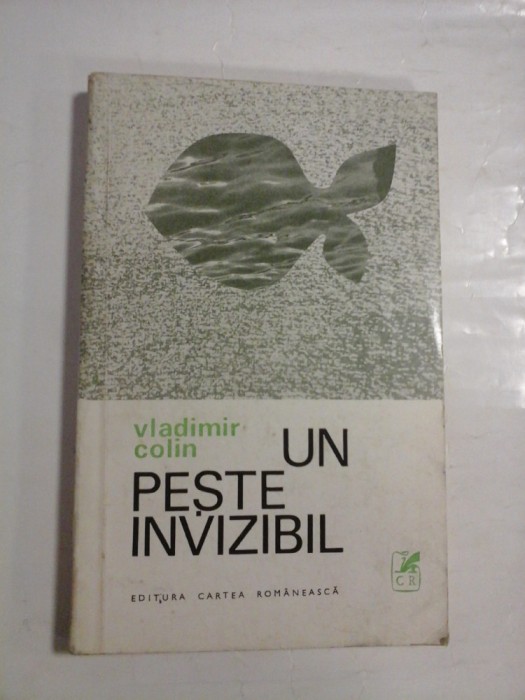 vladimir
colin
UN
PEȘTE
INVIZIBIL
EDITURA CARTEA ROMÂNEASCĂ
CR